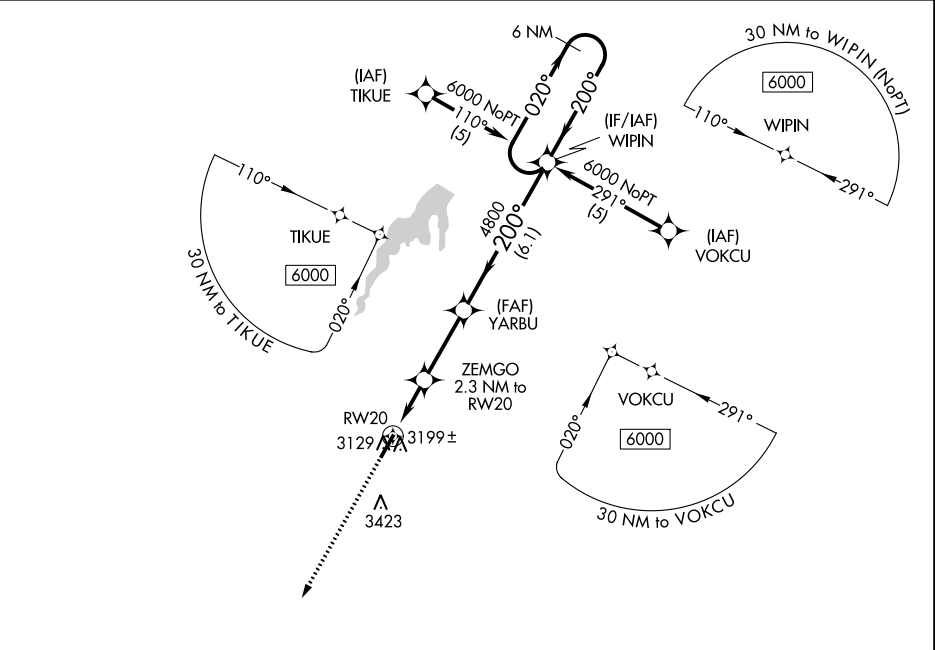 6 NM
30 NM to WIPIN (NoPT)
6000
110°
WIPIN
291°
(IAF)
TIKUE
6000 NoPT
110°
(5)
020°
200°
(IF/IAF)
WIPIN
6000 NoPT
291°
(5)
(IAF)
VOKCU
110°
TIKUE
6000
020°
30 NM to TIKUE
4800
200°
(6.1)
(FAF)
YARBU
ZEMGO
2.3 NM to
RW20
RW20
3129
3199±
3423
VOKCU
291°
020°
6000
30 NM to VOKCU